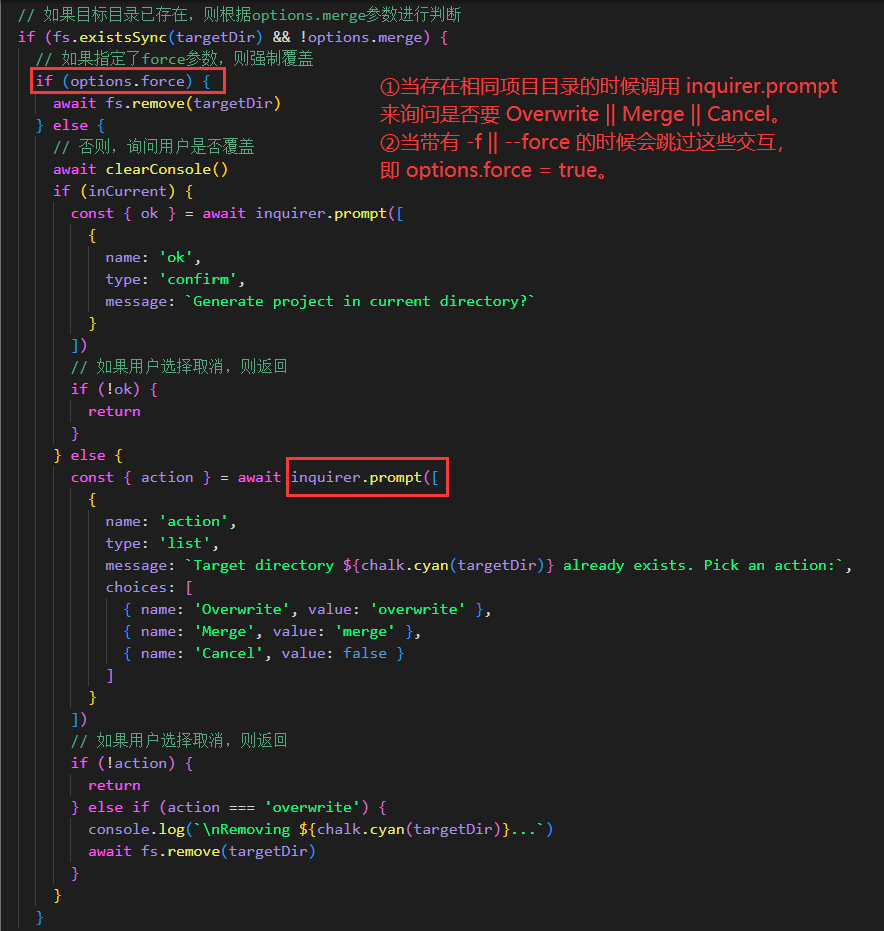 // 如果目标目录已存在，则根据options.merge参数进行判断
if (fs.existsSync(targetDir) && !options.merge) {
  // 如果指定了force参数，则强制覆盖
  if (options.force) {
    await fs.remove(targetDir)
  } else {
    // 否则，询问用户是否覆盖
    await clearConsole()
    if (inCurrent) {
      const { ok } = await inquirer.prompt([
        {
          name: 'ok',
          type: 'confirm',
          message: `Generate project in current directory?`
        }
      ])
      // 如果用户选择取消，则返回
      if (!ok) {
        return
      }
    } else {
      const { action } = await inquirer.prompt([
        {
          name: 'action',
          type: 'list',
          message: `Target directory ${chalk.cyan(targetDir)} already exists. Pick an action:`,
          choices: [
            { name: 'Overwrite', value: 'overwrite' },
            { name: 'Merge', value: 'merge' },
            { name: 'Cancel', value: false }
          ]
        }
      ])
      // 如果用户选择取消，则返回
      if (!action) {
        return
      } else if (action === 'overwrite') {
        console.log(`\nRemoving ${chalk.cyan(targetDir)}...`)
        await fs.remove(targetDir)
      }
    }
  }
①当存在相同项目目录的时候调用 inquirer.prompt
来询问是否要 Overwrite || Merge || Cancel。
②当带有 -f || --force 的时候会跳过这些交互，
即 options.force = true。